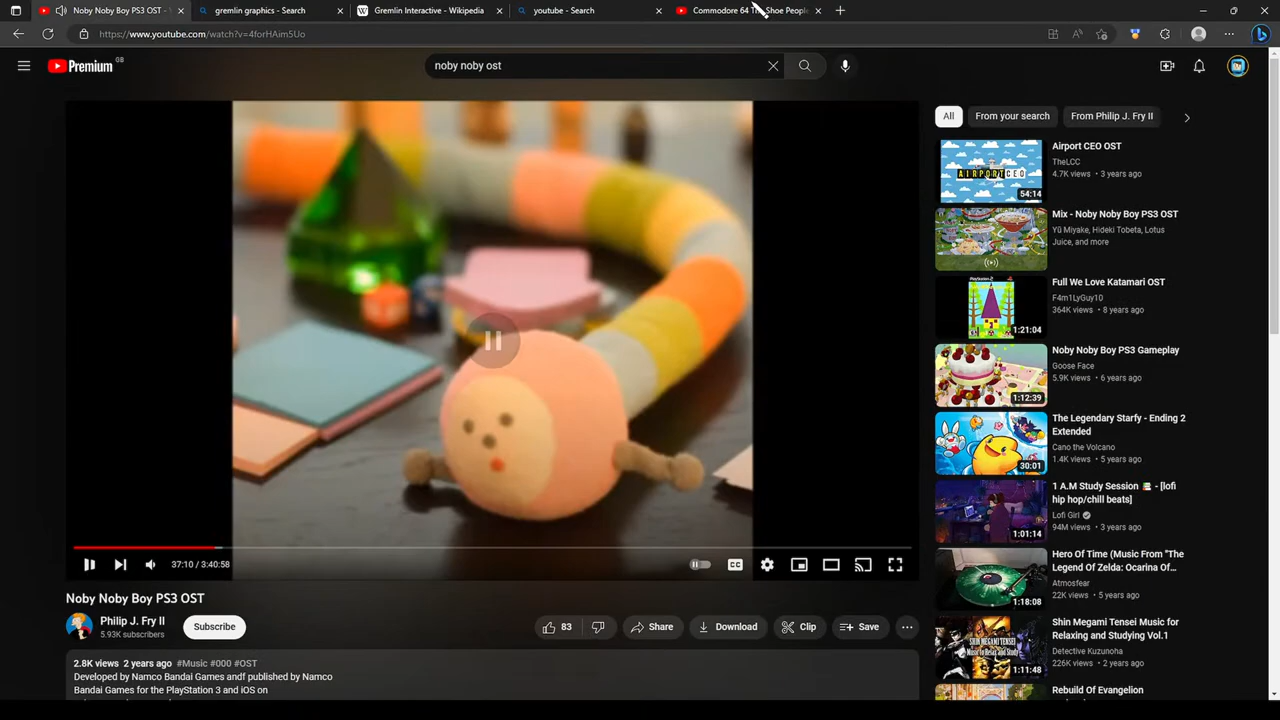 Noby Noby Boy PS3 OST -
gremlin graphics - Search
Gremlin Interactive - Wikipedia
youtube - Search
Commodore 64 The Shoe People
https://www.youtube.com/watch?v=4forHAim5Uo
Premium GB
noby noby ost
All
From your search
From Philip J. Fry II
Airport CEO OST
TheLCC
4.7K views • 3 years ago
AIRPORT CEO
54:14
Mix - Noby Noby Boy PS3 OST
Yū Miyake, Hideki Tobeta, Lotus
Juice, and more
Full We Love Katamari OST
F4m1LyGuy10
364K views • 8 years ago
1:21:04
Noby Noby Boy PS3 Gameplay
Goose Face
5.9K views • 6 years ago
1:12:39
The Legendary Starfy - Ending 2
Extended
Cano the Volcano
1.4K views • 5 years ago
30:01
1 A.M Study Session 📚 - [lofi
hip hop/chill beats]
Lofi Girl
94M views • 3 years ago
1:01:14
Hero Of Time (Music From "The
Legend Of Zelda: Ocarina Of...
Atmosfear
22K views • 5 years ago
1:18:08
Shin Megami Tensei Music for
Relaxing and Studying Vol.1
Detective Kuzunoha
226K views • 2 years ago
1:11:48
Rebuild Of Evangelion
37:10 / 3:40:58
CC
Noby Noby Boy PS3 OST
Philip J. Fry II
5.93K subscribers
Subscribe
83
Share
Download
Clip
Save
2.8K views 2 years ago #Music #000 #OST
Developed by Namco Bandai Games andf published by Namco
Bandai Games for the PlayStation 3 and iOS on